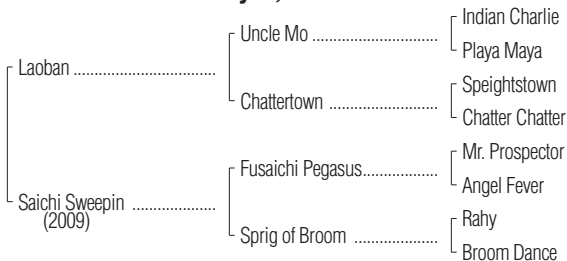 Indian Charlie
Uncle Mo ..............................
Playa Maya
Laoban ..................................
Speightstown
Chattertown ..........................
Chatter Chatter
Mr. Prospector
Fusaichi Pegasus..................
Angel Fever
Saichi Sweepin ....................
(2009)
Rahy
Sprig of Broom ....................
Broom Dance